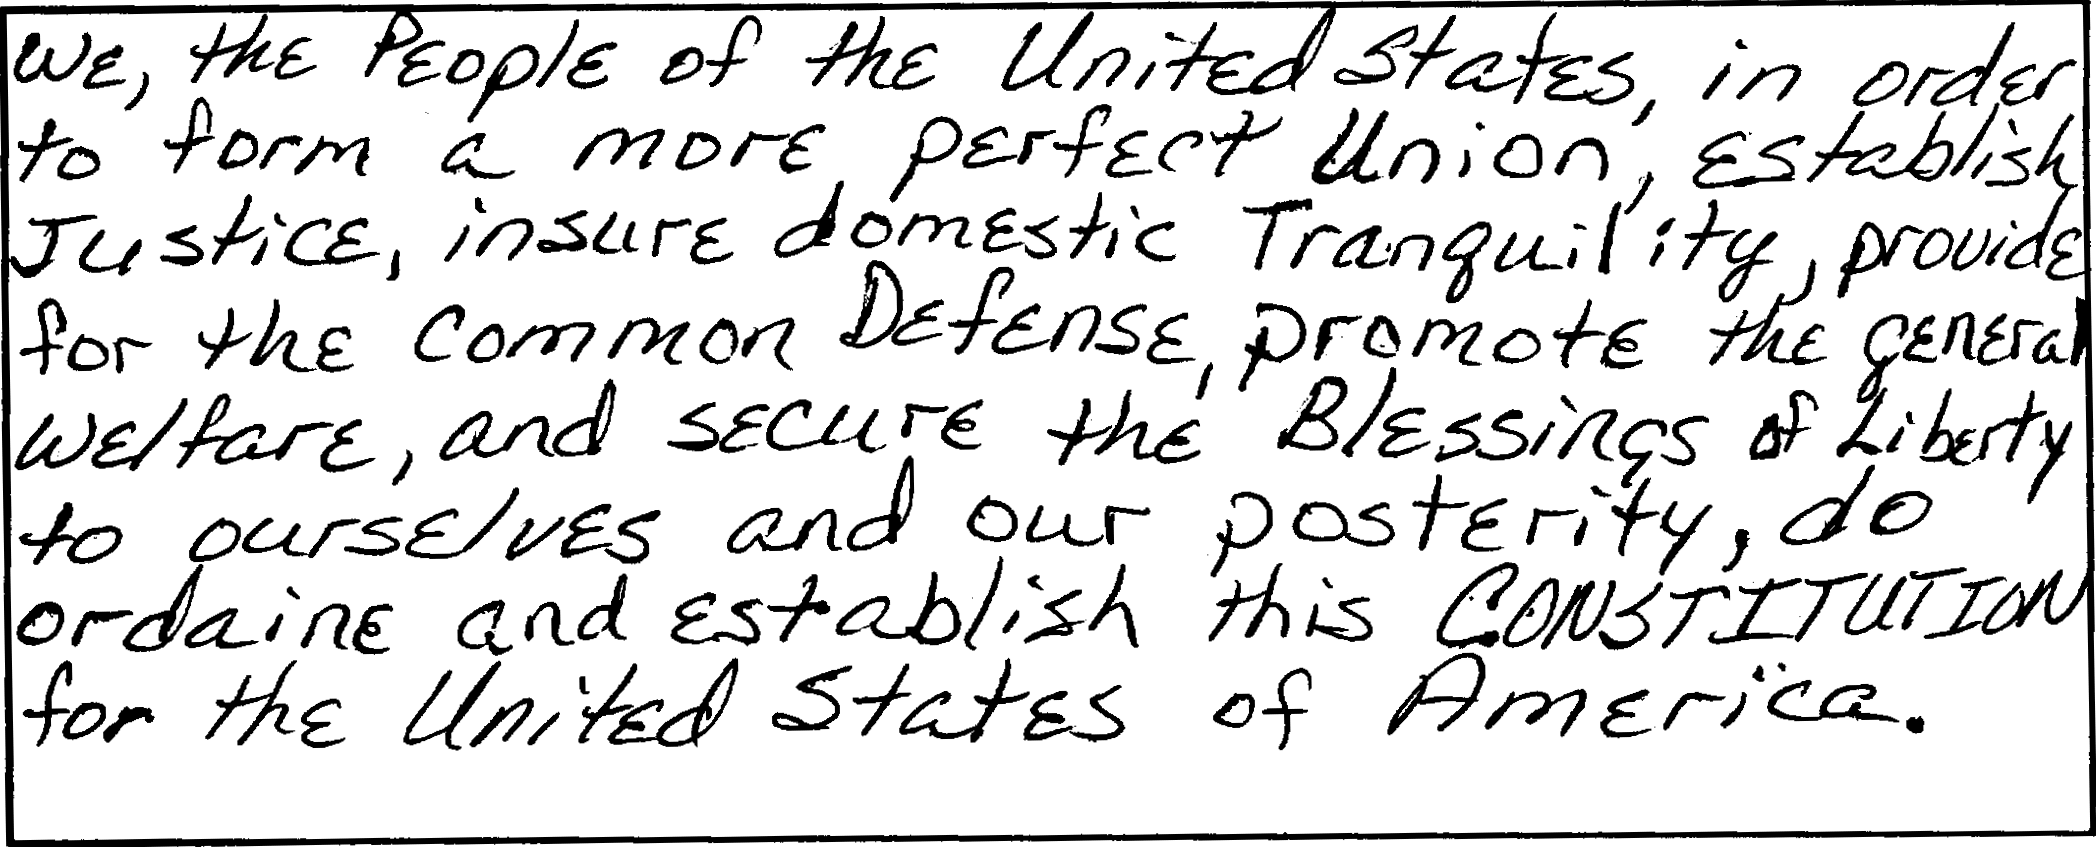 We, the People of the United States, in order
to form a more perfect Union, establish
Justice, insure domestic Tranquility, provide
for the Common Defense, promote the general
Welfare, and secure the Blessings of Liberty
to ourselves and our posterity, do
ordaine and establish this CONSTITUTION
for the United States of America.